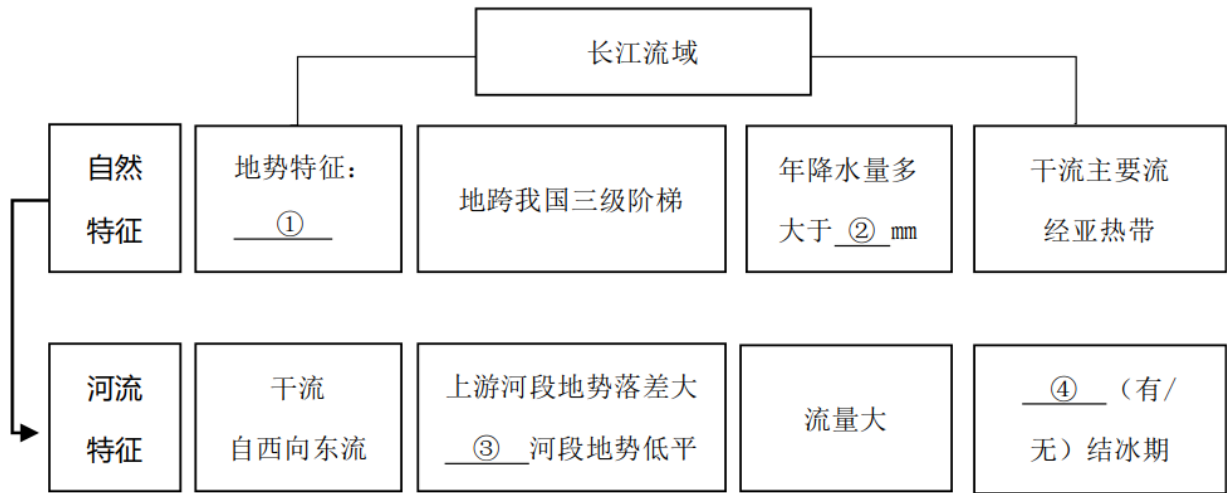 长江流域
自然
特征
地势特征：
①
地跨我国三级阶梯
年降水量多
大于 ② mm
干流主要流
经亚热带
河流
特征
干流
自西向东流
上游河段地势落差大
③ 河段地势低平
流量大
④ （有/
无）结冰期